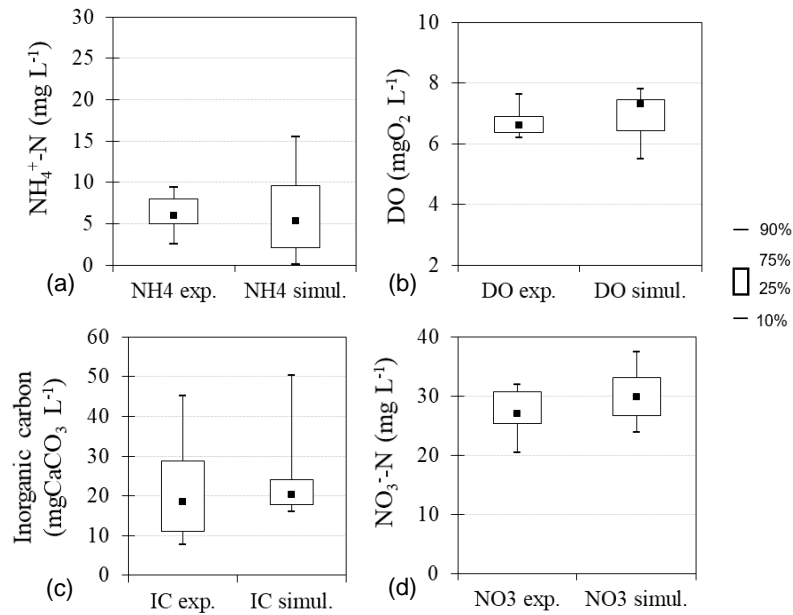 30
25
20
15
10
5
0
NH₄⁺-N (mg L⁻¹)
(a)
NH4 exp. NH4 simul.
10
8
6
4
2
DO (mgO₂ L⁻¹)
(b)
DO exp. DO simul.
90%
75%
25%
10%
60
50
40
30
20
10
0
Inorganic carbon
(mgCaCO₃ L⁻¹)
(c)
IC exp. IC simul.
40
30
20
10
0
NO₃⁻-N (mg L⁻¹)
(d)
NO3 exp. NO3 simul.